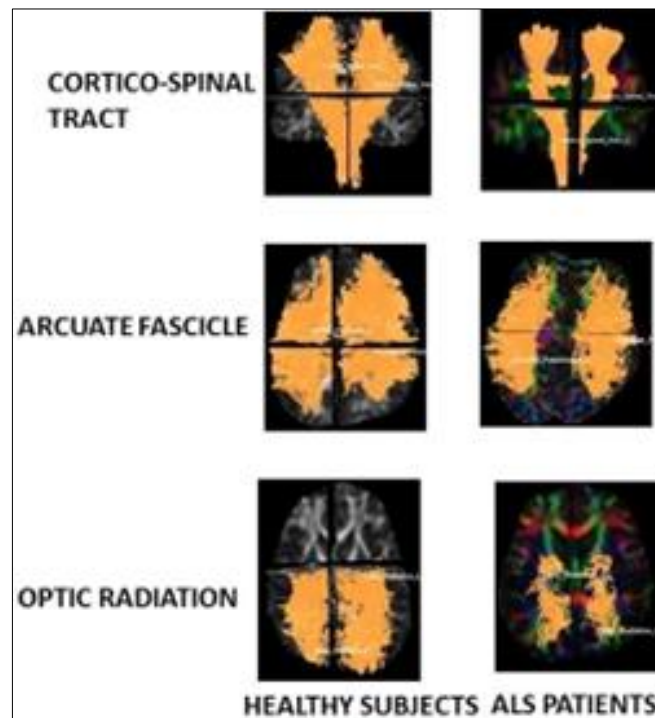 CORTICO-SPINAL
TRACT
ARCUATE FASCICLE
OPTIC RADIATION
HEALTHY SUBJECTS ALS PATIENTS